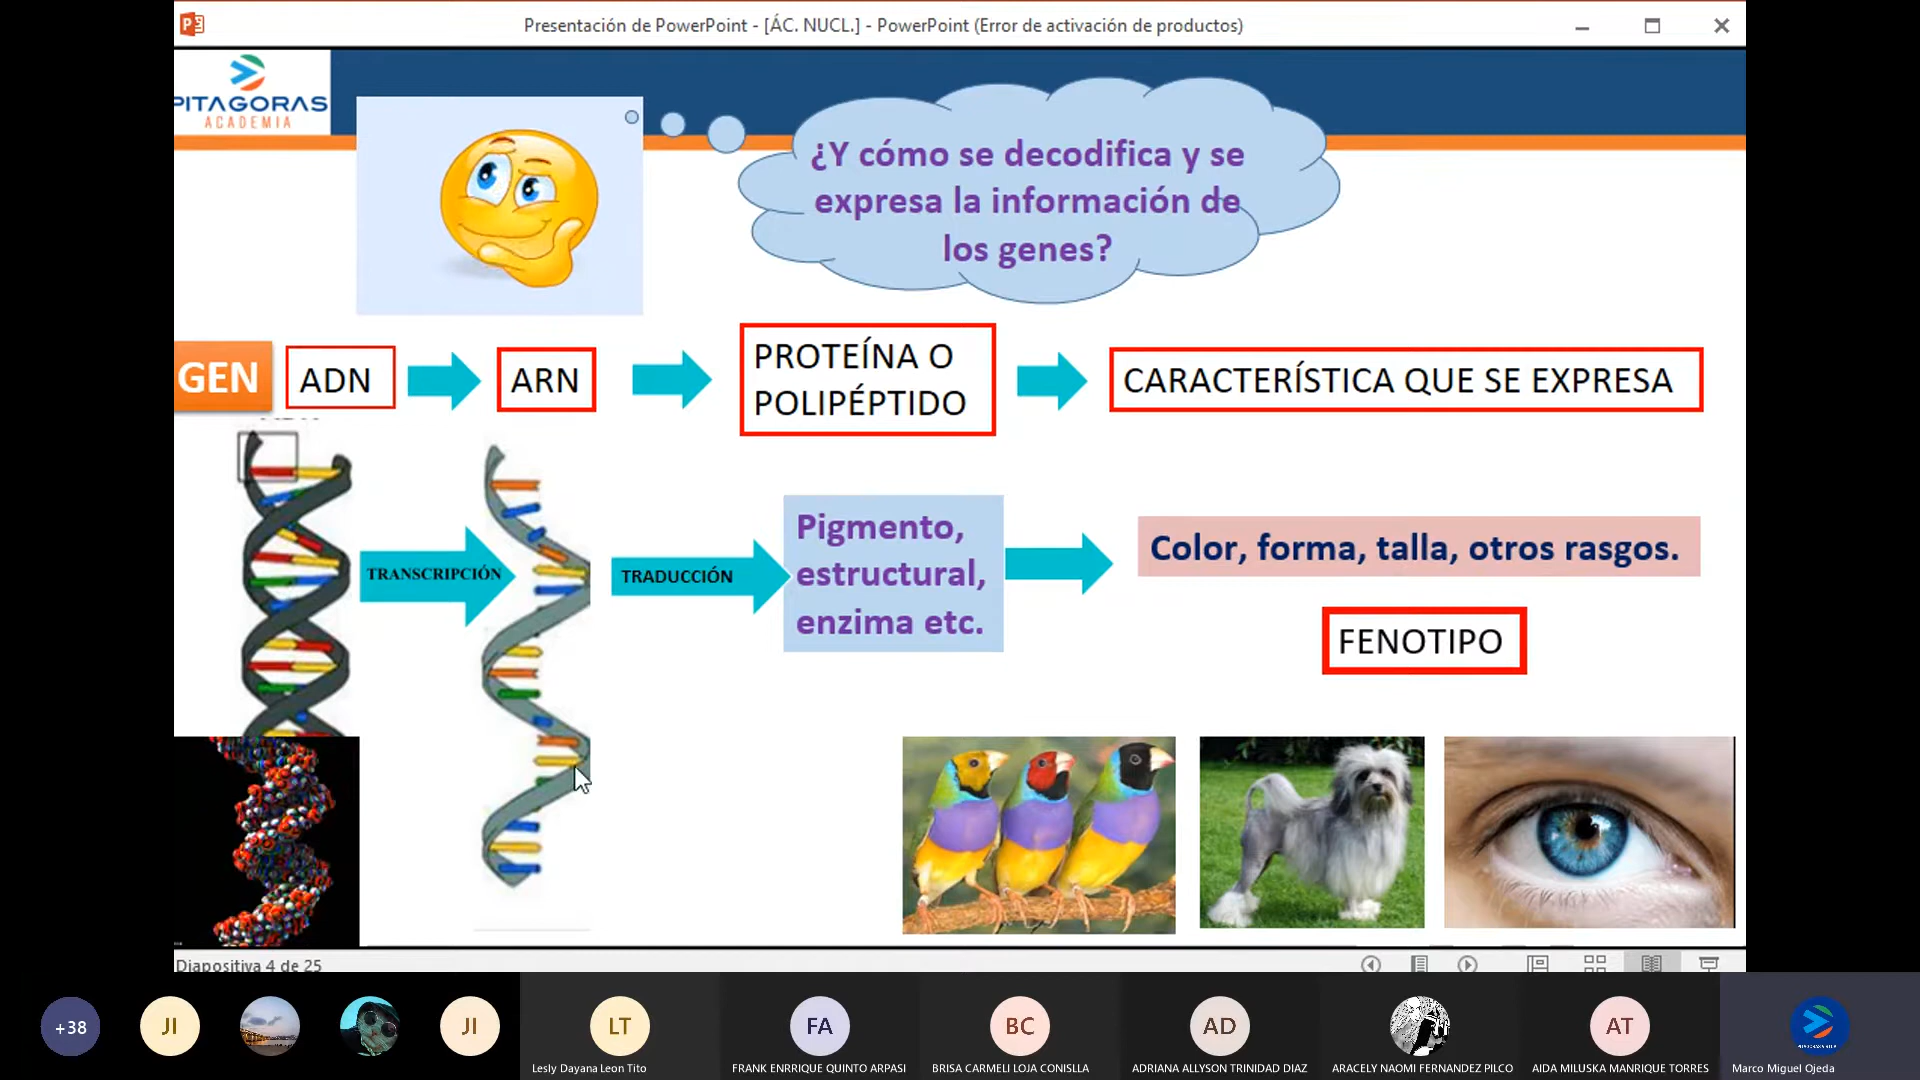 Presentación de PowerPoint - [ÁC. NUCL.] - PowerPoint (Error de activación de productos)
PITAGORAS
ACADEMIA
¿Y cómo se decodifica y se
expresa la información de
los genes?
GEN
ADN
ARN
PROTEÍNA O
POLIPÉPTIDO
CARACTERÍSTICA QUE SE EXPRESA
TRANSCRIPCIÓN
TRADUCCIÓN
Pigmento,
estructural,
enzima etc.
Color, forma, talla, otros rasgos.
FENOTIPO
Diapositiva 4 de 25
+38
JI
JI
LT
FA
BC
AD
AT
Lesly Dayana Leon Tito
FRANK ENRRIQUE QUINTO ARPASI
BRISA CARMELI LOJA CONISLLA
ADRIANA ALLYSON TRINIDAD DIAZ
ARACELY NAOMI FERNANDEZ PILCO
AIDA MILUSKA MANRIQUE TORRES
Marco Miguel Ojeda